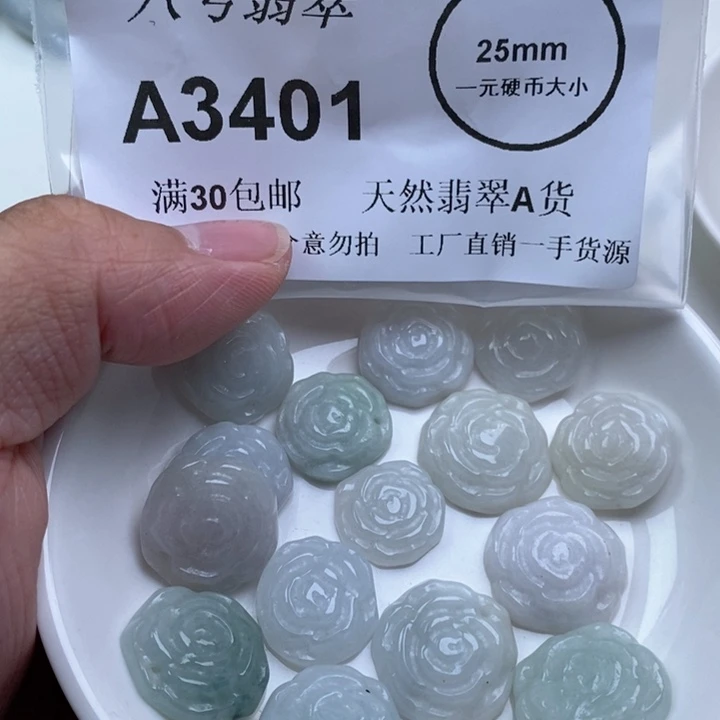 八号翡翠
25mm
一元硬币大小
A3401
满30包邮 天然翡翠A货
意勿拍 工厂直销一手货源